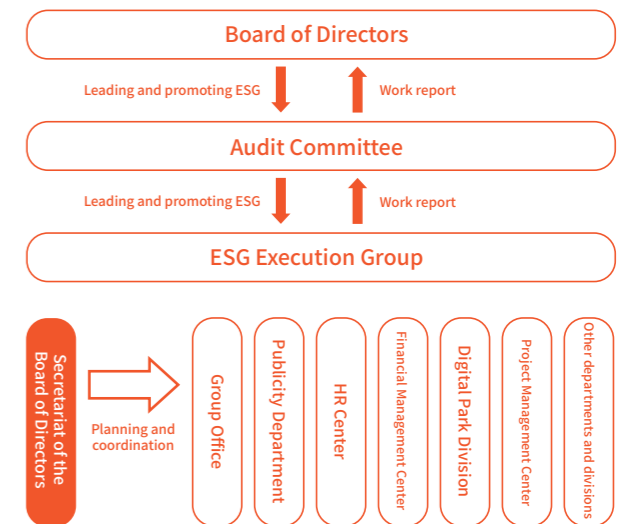 Board of Directors
Leading and promoting ESG
Work report
Audit Committee
Leading and promoting ESG
Work report
ESG Execution Group
Secretariat of the
Board of Directors
Planning and
coordination
Group Office
Publicity Department
HR Center
Financial Management Center
Digital Park Division
Project Management Center
Other departments and divisions